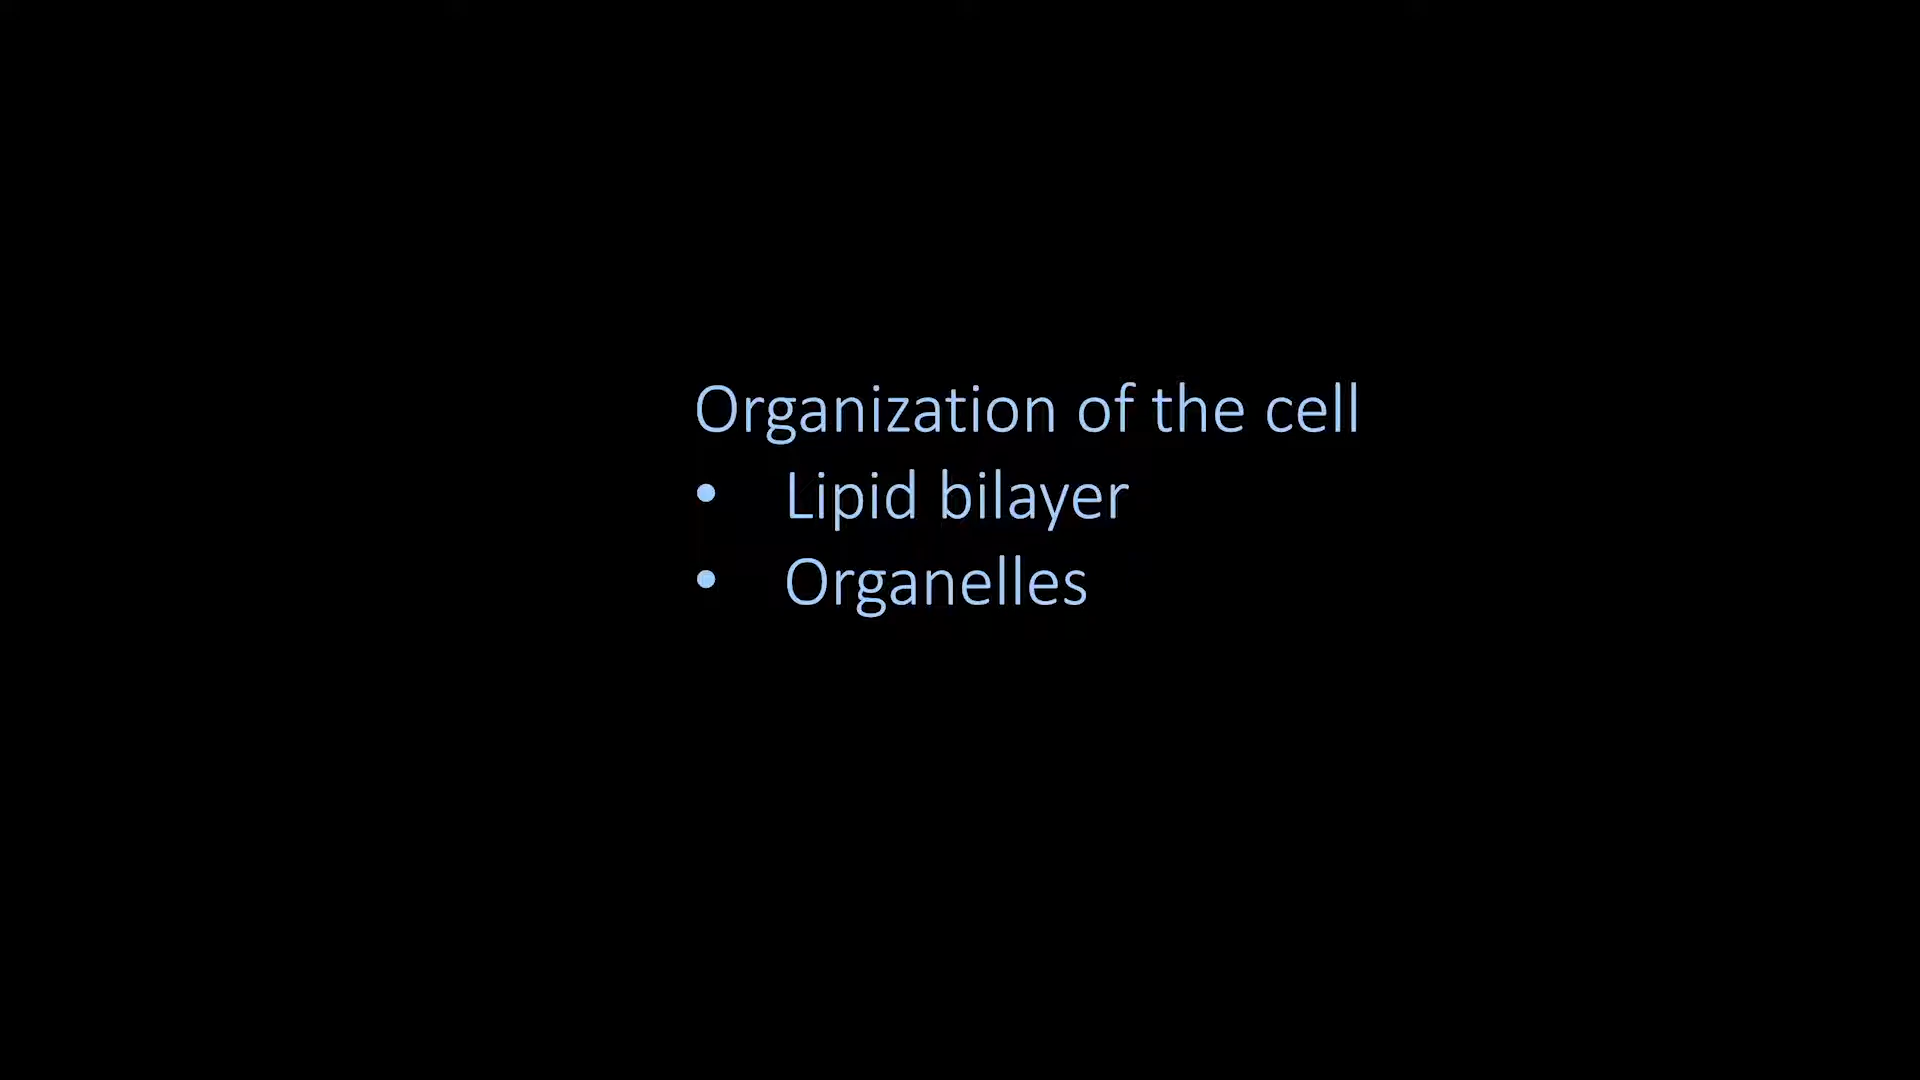 Organization of the cell
• Lipid bilayer
• Organelles